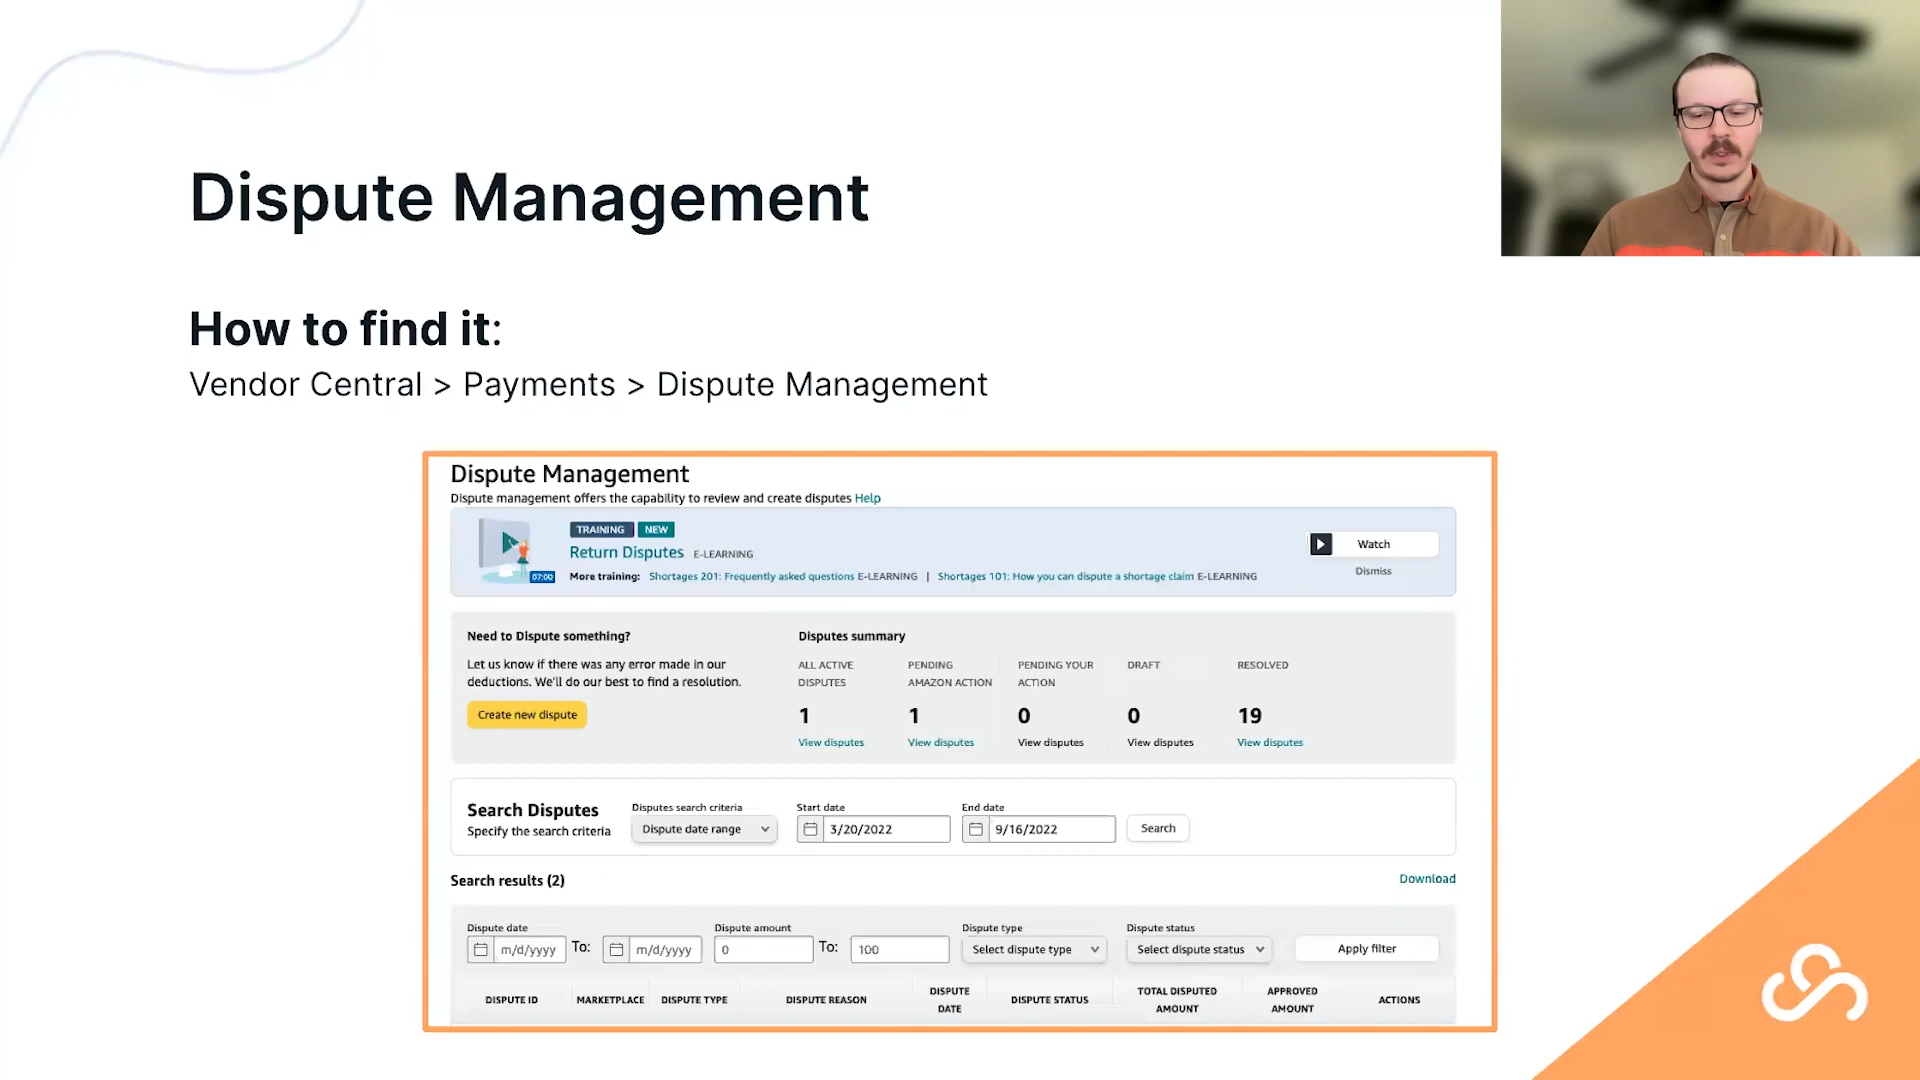 Dispute Management
How to find it:
Vendor Central > Payments > Dispute Management
Dispute Management
Dispute management offers the capability to review and create disputes Help
TRAINING NEW
Return Disputes E-LEARNING
07:00
More training: Shortages 201: Frequently asked questions E-LEARNING | Shortages 101: How you can dispute a shortage claim E-LEARNING
Watch
Dismiss
Need to Dispute something?
Let us know if there was any error made in our
deductions. We'll do our best to find a resolution.
Create new dispute
Disputes summary
ALL ACTIVE
DISPUTES
1
View disputes
PENDING
AMAZON ACTION
1
View disputes
PENDING YOUR
ACTION
0
View disputes
DRAFT
0
View disputes
RESOLVED
19
View disputes
Search Disputes
Specify the search criteria
Disputes search criteria
Dispute date range
Start date
3/20/2022
End date
9/16/2022
Search
Search results (2)
Download
Dispute date
m/d/yyyy To: m/d/yyyy
Dispute amount
0 To: 100
Dispute type
Select dispute type
Dispute status
Select dispute status
Apply filter
DISPUTE ID
MARKETPLACE
DISPUTE TYPE
DISPUTE REASON
DISPUTE
DATE
DISPUTE STATUS
TOTAL DISPUTED
AMOUNT
APPROVED
AMOUNT
ACTIONS